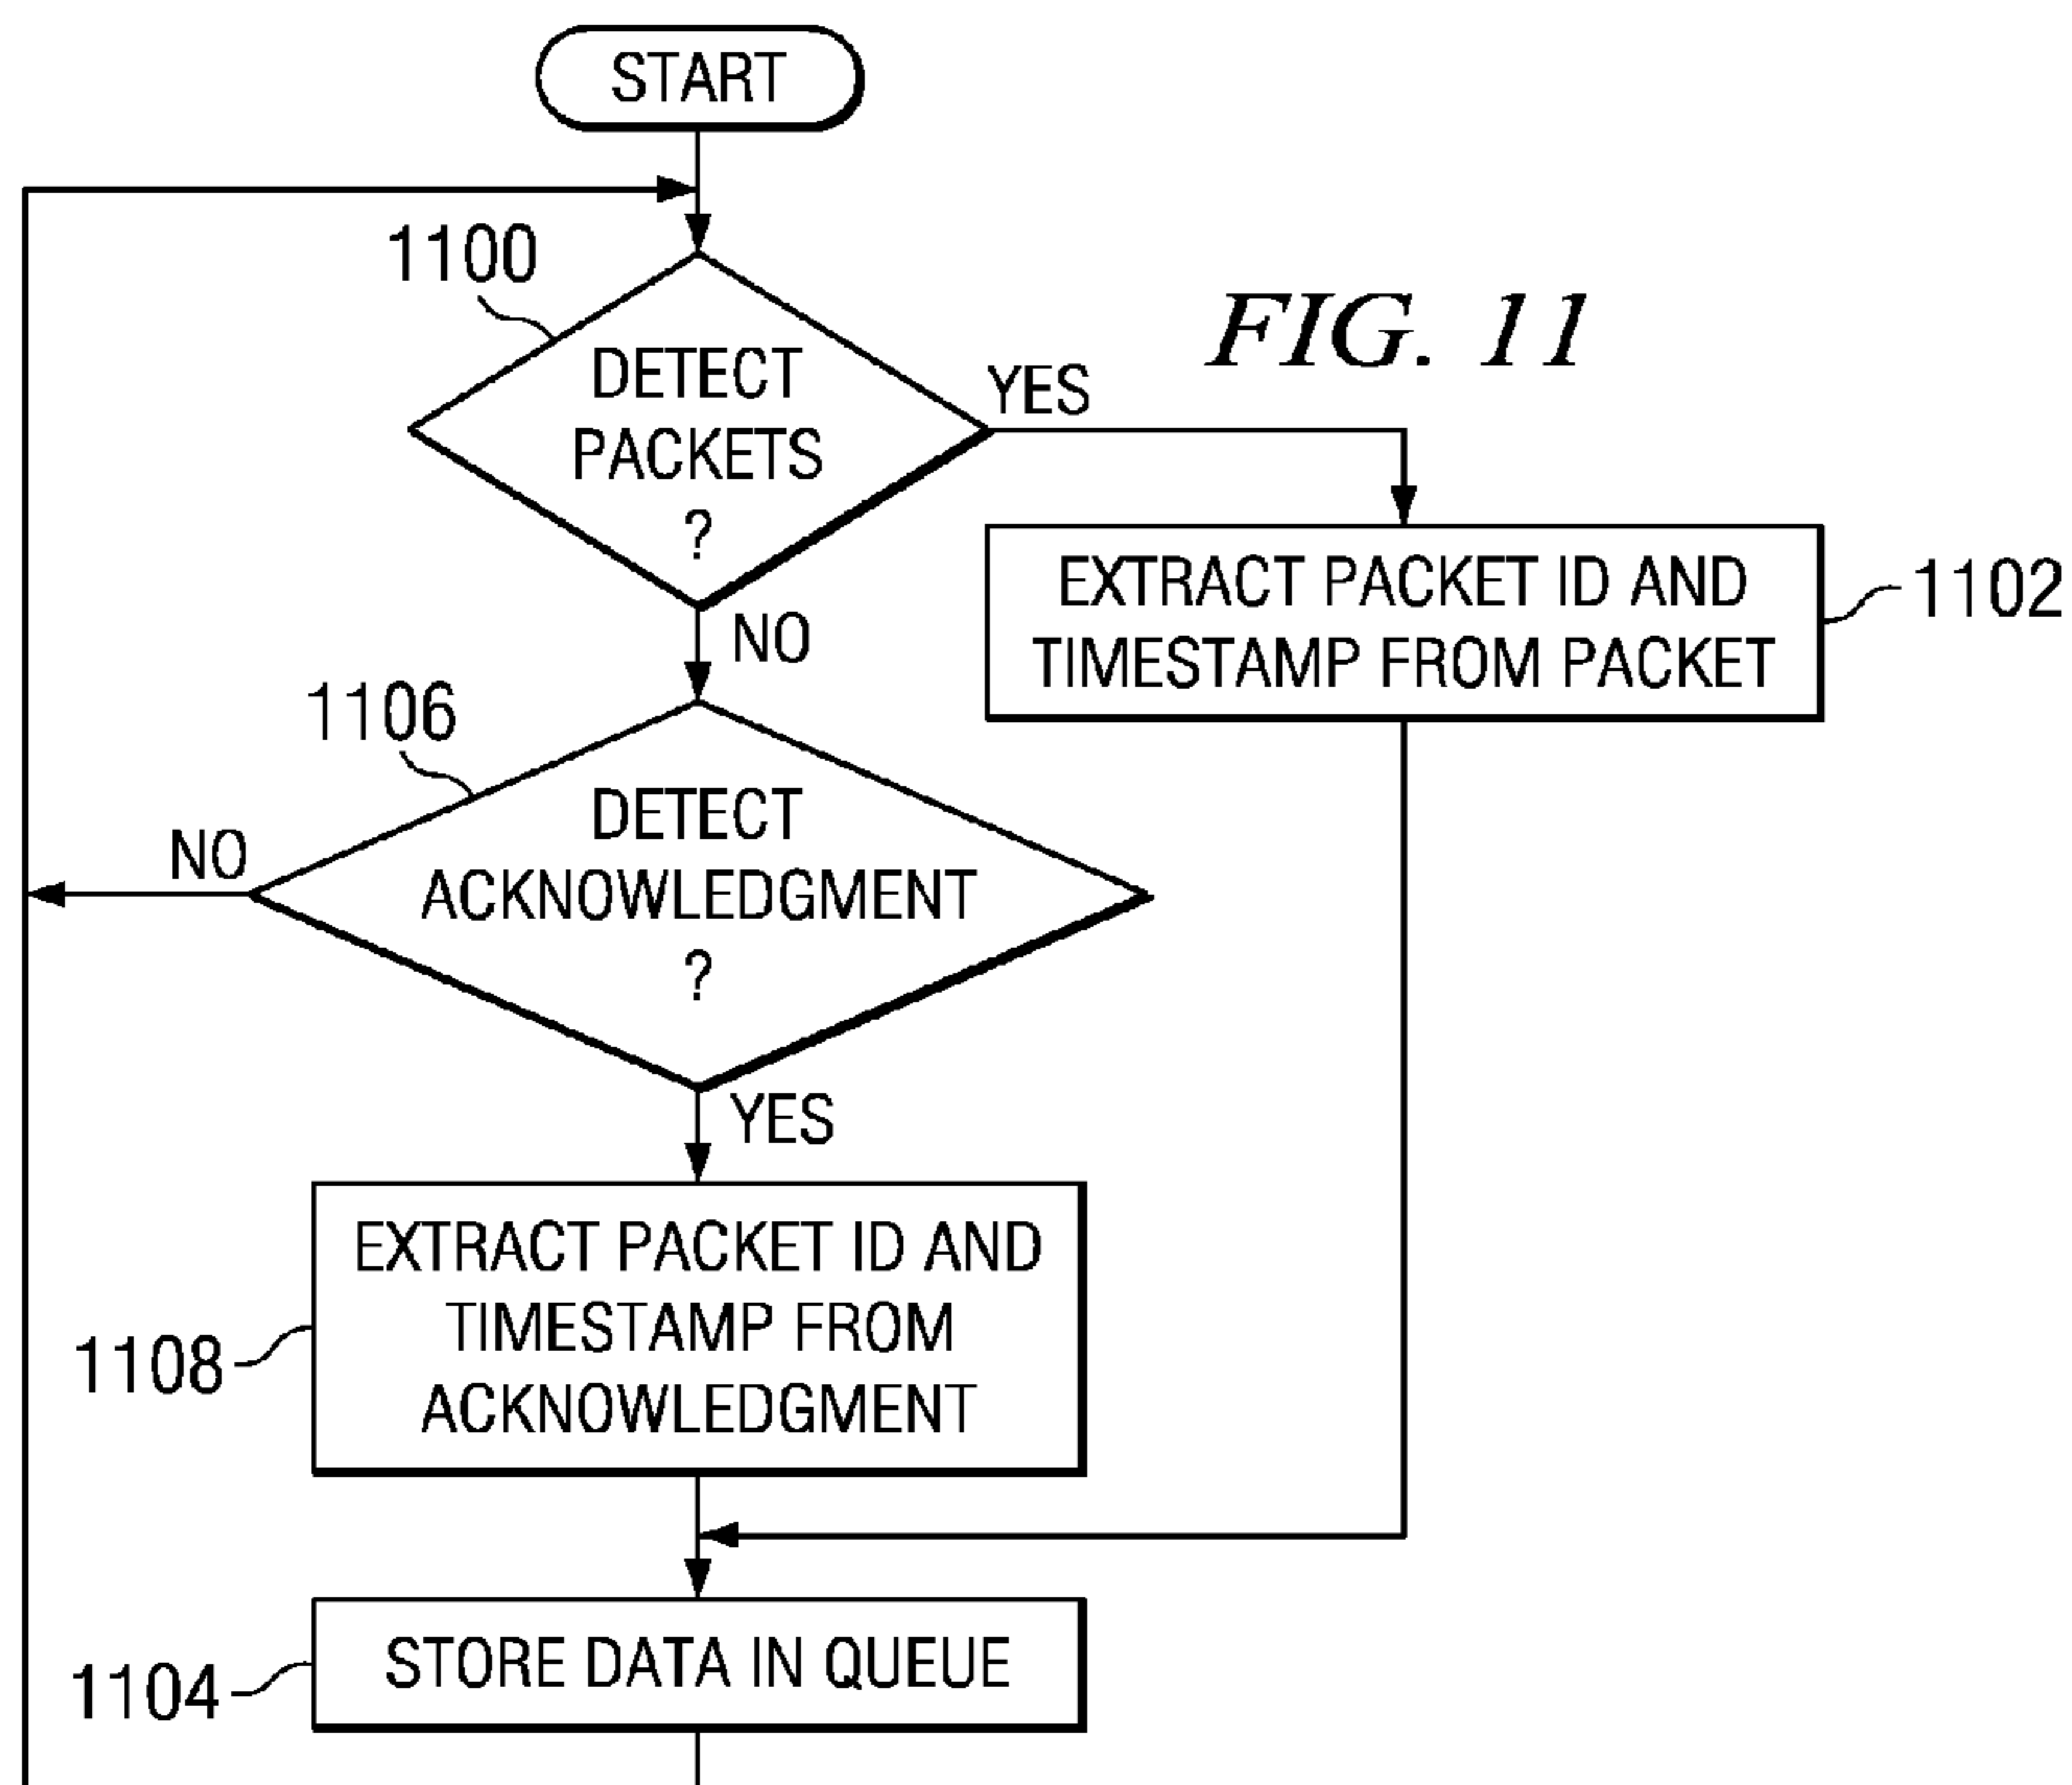 START
1100
FIG. 11
DETECT
PACKETS
?
YES
NO
EXTRACT PACKET ID AND
TIMESTAMP FROM PACKET
1102
1106
DETECT
ACKNOWLEDGMENT
?
NO
YES
EXTRACT PACKET ID AND
TIMESTAMP FROM
ACKNOWLEDGMENT
1108
STORE DATA IN QUEUE
1104